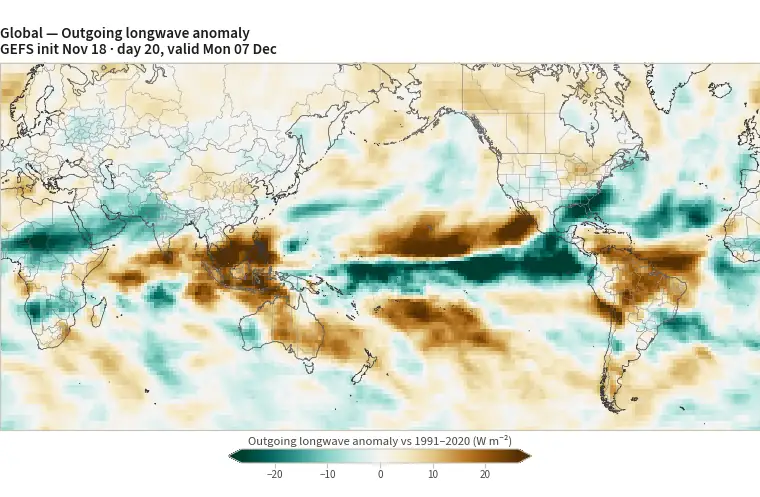 Global — Outgoing longwave anomaly
GEFS init Nov 18 · day 20, valid Mon 07 Dec
Outgoing longwave anomaly vs 1991–2020 (W m⁻²)
−20 −10 0 10 20